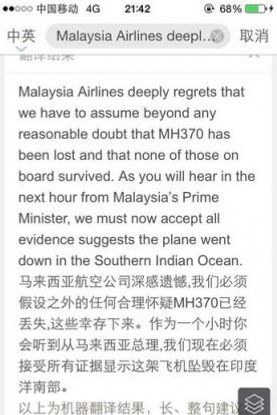 中国移动 4G 21:42 68%
中英 Malaysia Airlines deepl... 取消
翻译结果
Malaysia Airlines deeply regrets that
we have to assume beyond any
reasonable doubt that MH370 has
been lost and that none of those on
board survived. As you will hear in the
next hour from Malaysia's Prime
Minister, we must now accept all
evidence suggests the plane went
down in the Southern Indian Ocean.
马来西亚航空公司深感遗憾,我们必须
假设之外的任何合理怀疑MH370已经
丢失,这些幸存下来。作为一个小时你
会听到从马来西亚总理,我们现在必须
接受所有证据显示这架飞机坠毁在印度
洋南部。
以上为机器翻译结果，长、整句建议